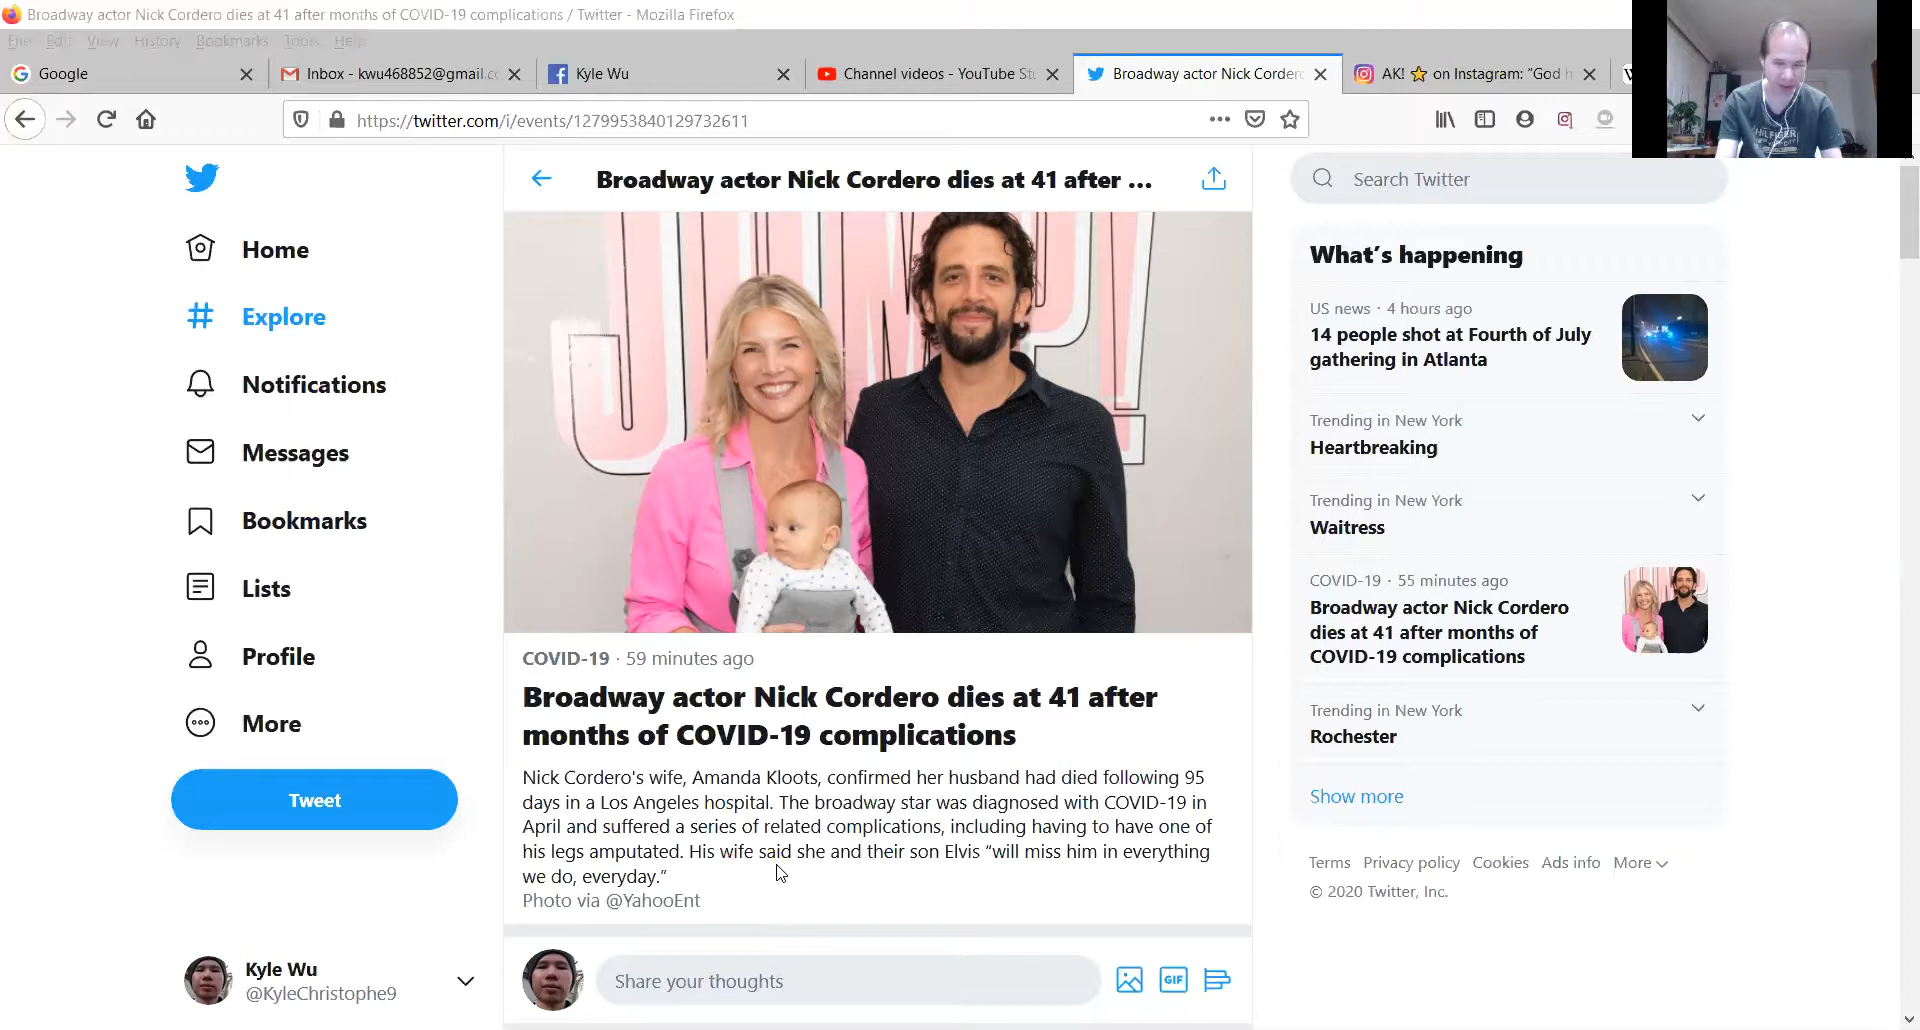 Broadway actor Nick Cordero dies at 41 after months of COVID-19 complications / Twitter - Mozilla Firefox
File Edit View History Bookmarks Tools Help
Google
Inbox - kwu468852@gmail.c
Kyle Wu
Channel videos - YouTube Stu
Broadway actor Nick Corder
AK! ⭐ on Instagram: “God h
https://twitter.com/i/events/1279953840129732611
HILFIGER
Home
Explore
Notifications
Messages
Bookmarks
Lists
Profile
More
Tweet
Kyle Wu
@KyleChristophe9
Broadway actor Nick Cordero dies at 41 after ...
COVID-19 · 59 minutes ago
Broadway actor Nick Cordero dies at 41 after
months of COVID-19 complications
Nick Cordero's wife, Amanda Kloots, confirmed her husband had died following 95
days in a Los Angeles hospital. The broadway star was diagnosed with COVID-19 in
April and suffered a series of related complications, including having to have one of
his legs amputated. His wife said she and their son Elvis “will miss him in everything
we do, everyday.”
Photo via @YahooEnt
Share your thoughts
GIF
Search Twitter
What’s happening
US news · 4 hours ago
14 people shot at Fourth of July
gathering in Atlanta
Trending in New York
Heartbreaking
Trending in New York
Waitress
COVID-19 · 55 minutes ago
Broadway actor Nick Cordero
dies at 41 after months of
COVID-19 complications
Trending in New York
Rochester
Show more
Terms Privacy policy Cookies Ads info More
© 2020 Twitter, Inc.